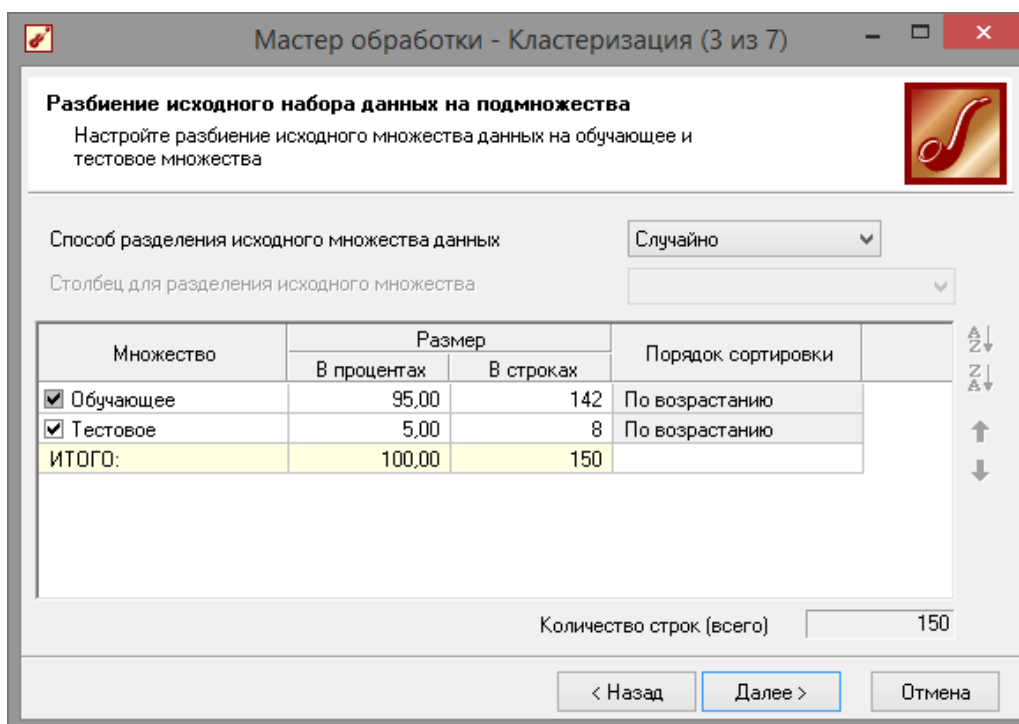 Мастер обработки - Кластеризация (3 из 7)
Разбиение исходного набора данных на подмножества
Настройте разбиение исходного множества данных на обучающее и
тестовое множества
Способ разделения исходного множества данных Случайно
Столбец для разделения исходного множества
Множество Размер Порядок сортировки
В процентах В строках
Обучающее 95,00 142 По возрастанию
Тестовое 5,00 8 По возрастанию
ИТОГО: 100,00 150
Количество строк (всего) 150
< Назад Далее > Отмена